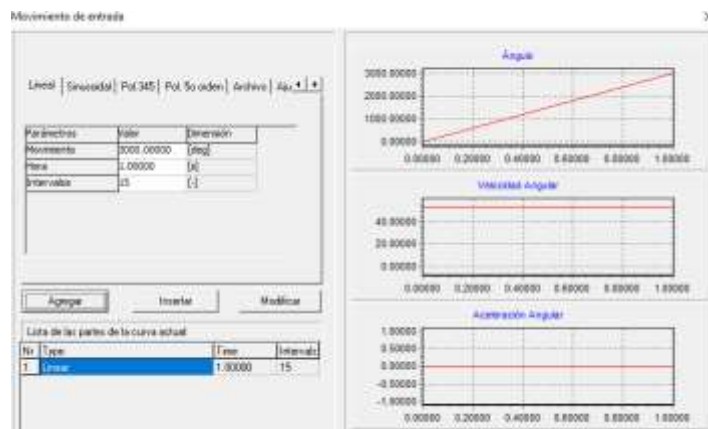 Movimiento de entrada
Lineal Sinusoidal Pol.345 Pol. 5o orden Archivo Aju
Parámetros Valor Dimensión
Movimiento 3000.00000 [deg]
Hora 1.00000 [s]
Intervalos 15 [-]
Agregar Insertar Modificar
Lista de las partes de la curva actual
Nr Type Time Intervals
1 Linear 1.00000 15
Ángulo
3000.00000
2000.00000
1000.00000
0.00000
0.00000 0.20000 0.40000 0.60000 0.80000 1.00000
Velocidad Angular
40.00000
20.00000
0.00000
0.00000 0.20000 0.40000 0.60000 0.80000 1.00000
Aceleración Angular
1.00000
0.50000
0.00000
-0.50000
-1.00000
0.00000 0.20000 0.40000 0.60000 0.80000 1.00000